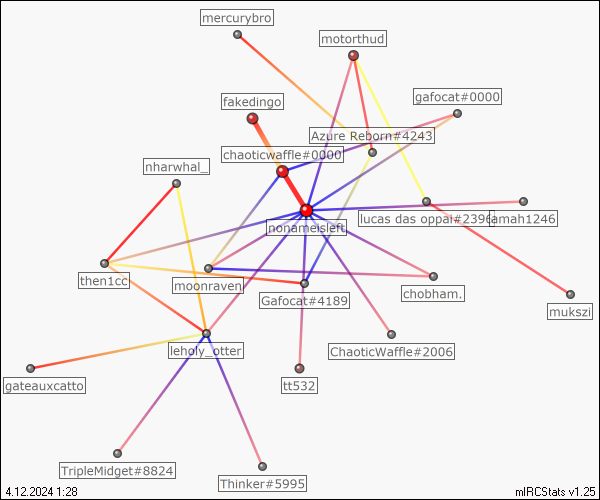 mercurybro
motorthud
gafocat#0000
fakedingo
Azure Reborn#4243
chaoticwaffle#0000
nharwhal_
lucas das oppai#2396
amah1246
nonameisleft
then1cc
moonraven
Gafocat#4189
chobham.
mukszi
leholy_otter
ChaoticWaffle#2006
gateauxcatto
tt532
TripleMidget#8824
Thinker#5995
4.12.2024 1:28
mIRCStats v1.25